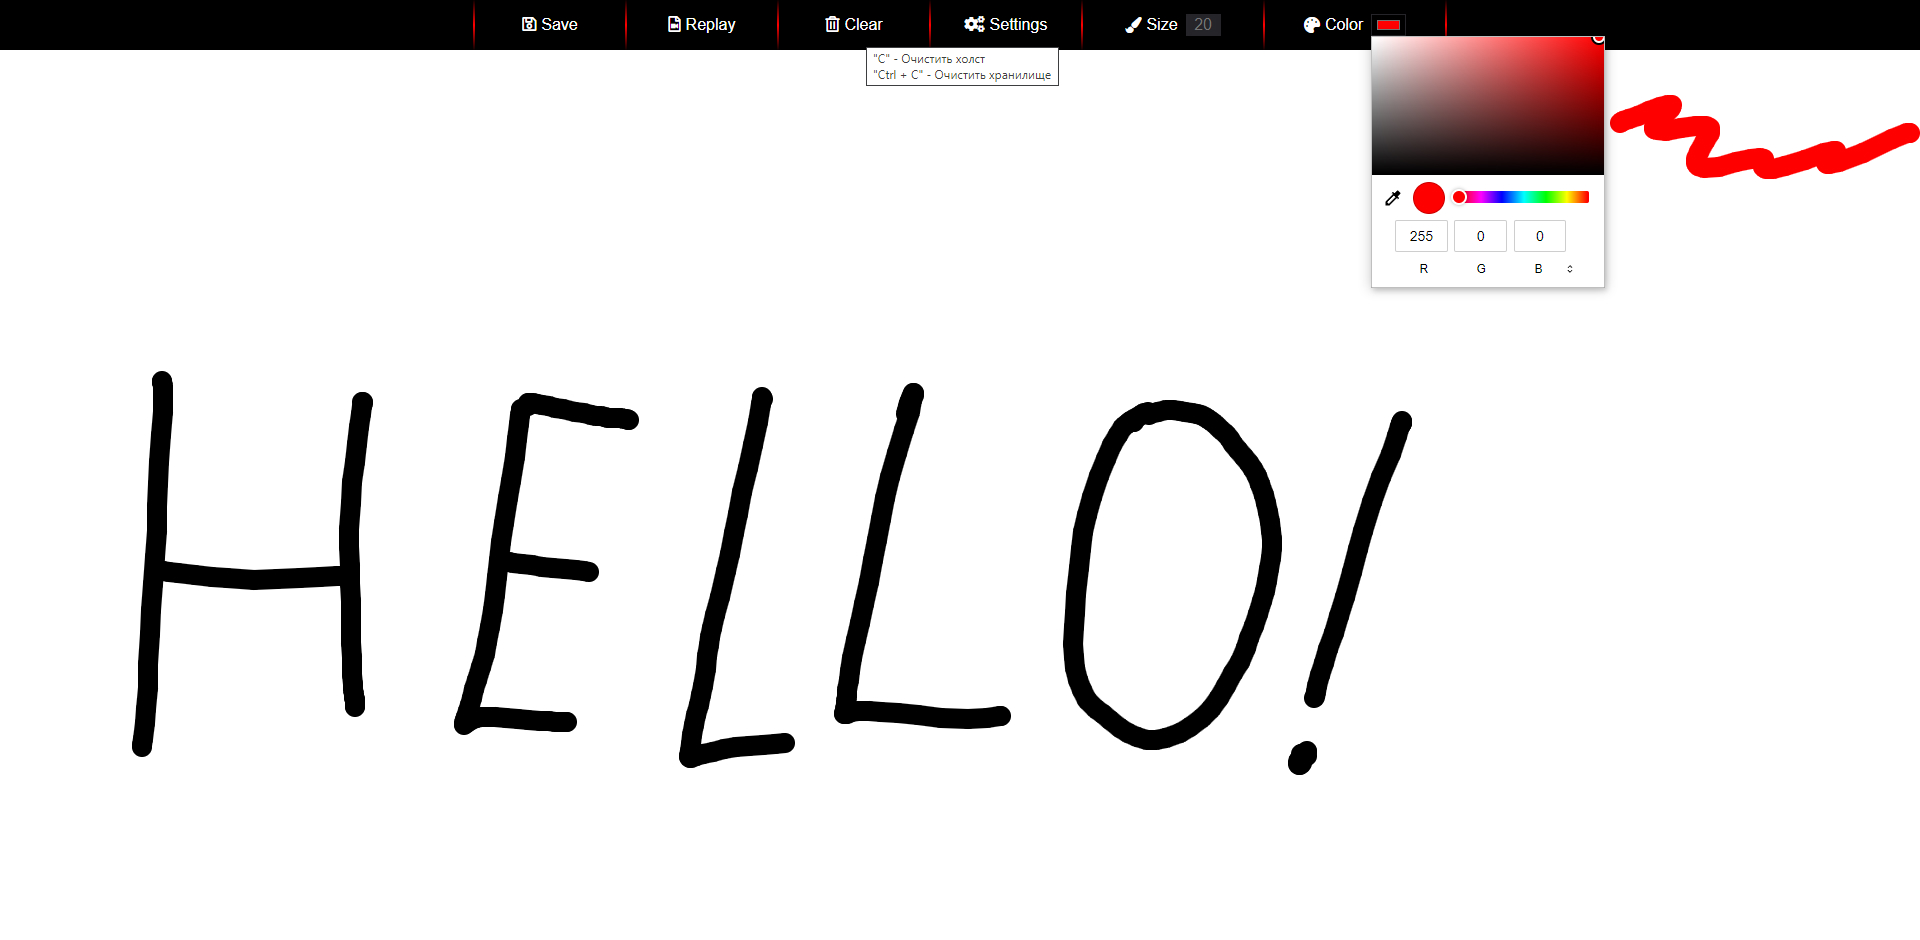 Save Replay Clear Settings Size 20 Color
"C" - Очистить холст
"Ctrl + C" - Очистить хранилище
255 0 0
R G B
HELLO!